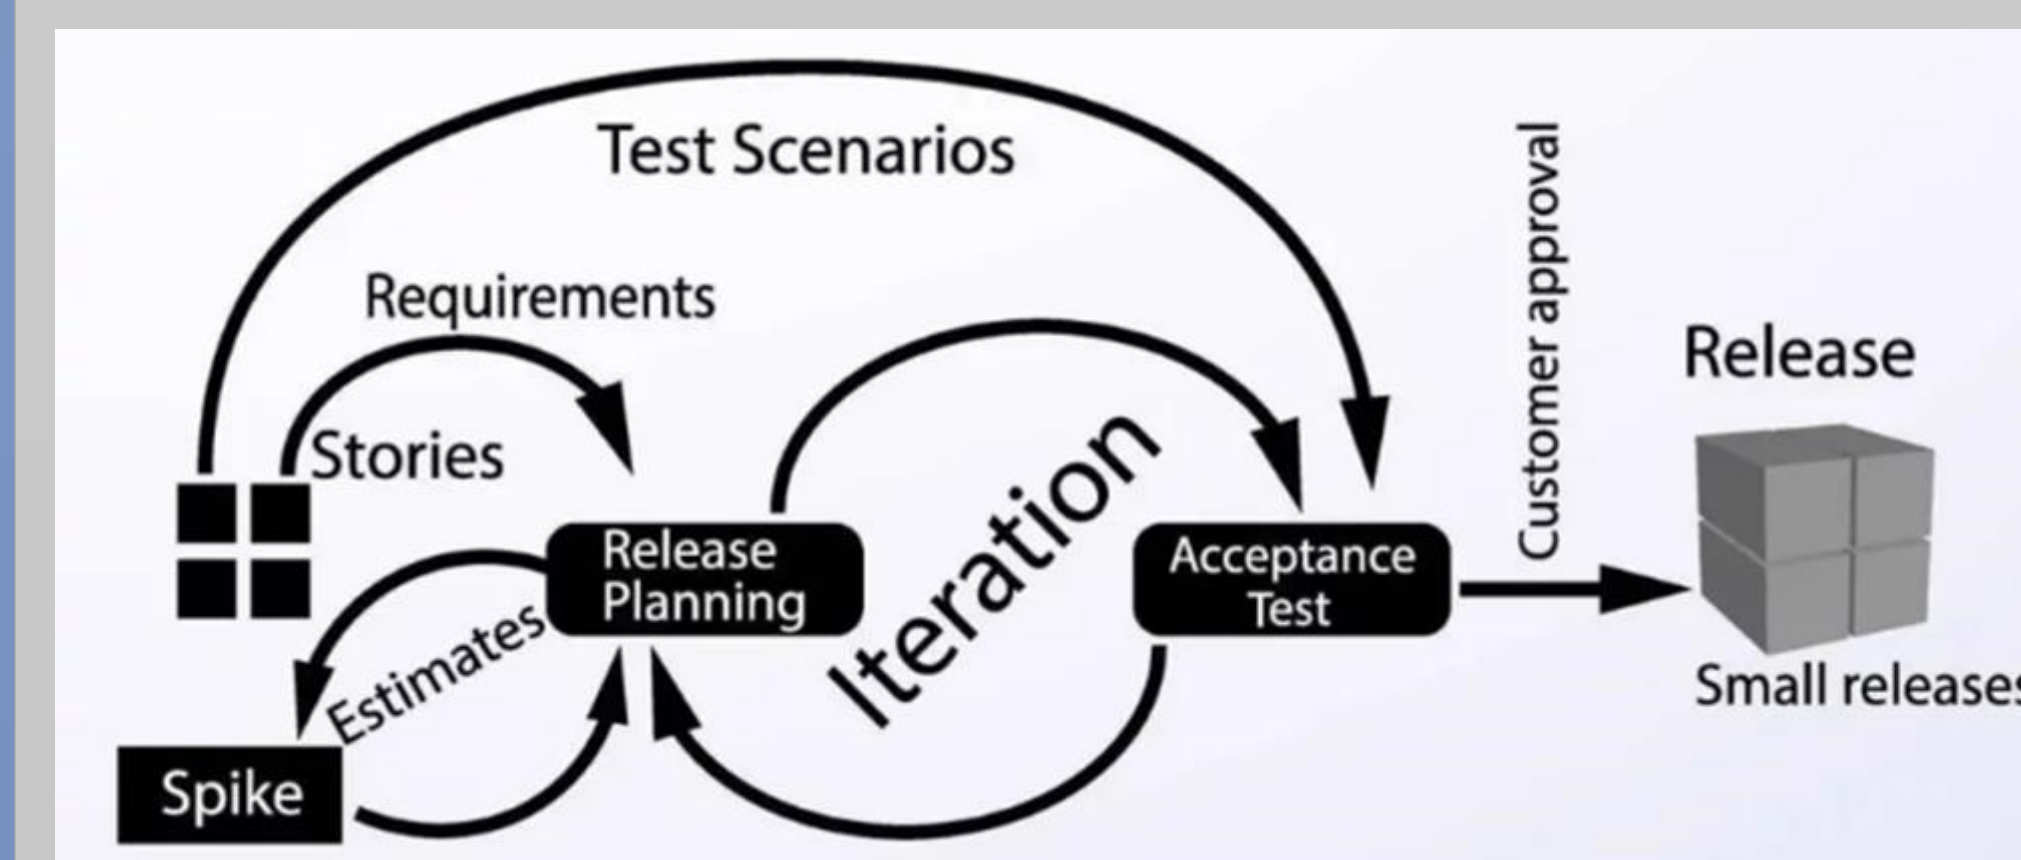 Test Scenarios
Requirements
Stories
Release
Planning
Estimates
Spike
Iteration
Acceptance
Test
Customer approval
Release
Small releases